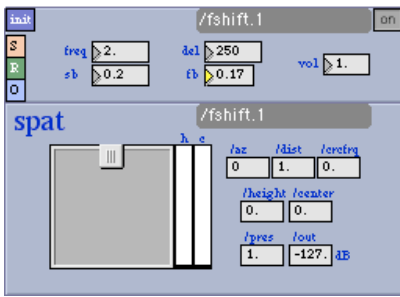 init /fshift.1 on
S freq 2. del 250 vol 1.
R sb 0.2 fb 0.17
O
spat /fshift.1
h c
/az /dist /crcfrq
0 1. 0.
/height /center
0. 0.
/pres /out
1. -127. dB